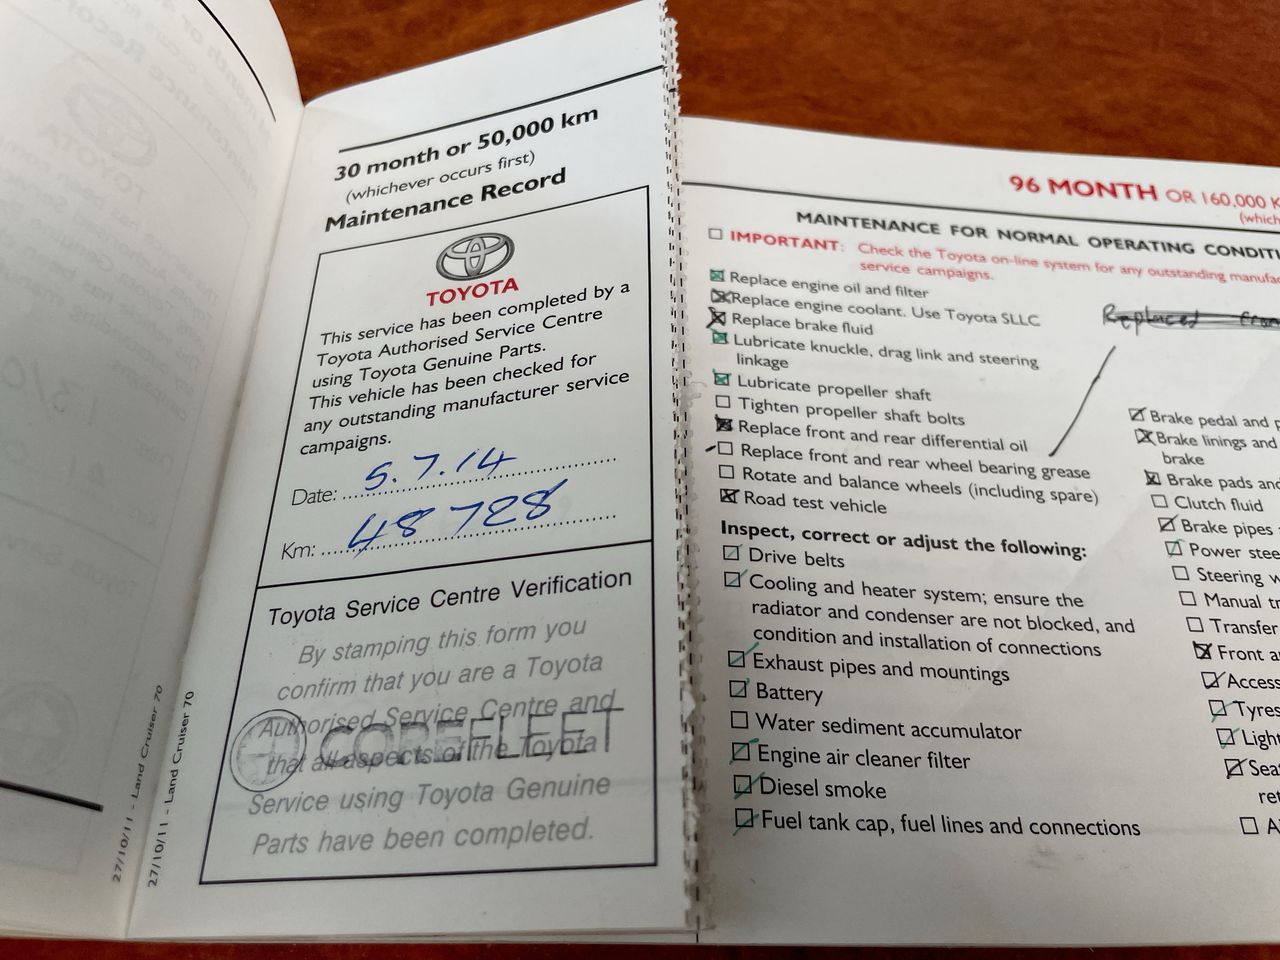 30 month or 50,000 km
(whichever occurs first)
Maintenance Record
TOYOTA
This service has been completed by a
Toyota Authorised Service Centre
using Toyota Genuine Parts.
This vehicle has been checked for
any outstanding manufacturer service
campaigns.
Date: 5.7.14
Km: 48728
Toyota Service Centre Verification
By stamping this form you
confirm that you are a Toyota
Authorised Service Centre and
that all aspects of the Toyota
Service using Toyota Genuine
Parts have been completed.
COREFLEET
27/10/11 - Land Cruiser 70
27/10/11 - Land Cruiser 70
96 MONTH OR 160,000 K
(which
MAINTENANCE FOR NORMAL OPERATING CONDITI
IMPORTANT: Check the Toyota on-line system for any outstanding manufac
service campaigns.
Replace engine oil and filter
Replace engine coolant. Use Toyota SLLC
Replace brake fluid
Lubricate knuckle, drag link and steering
linkage
Lubricate propeller shaft
Tighten propeller shaft bolts
Replace front and rear differential oil
Replace front and rear wheel bearing grease
Rotate and balance wheels (including spare)
Road test vehicle
Inspect, correct or adjust the following:
Drive belts
Cooling and heater system; ensure the
radiator and condenser are not blocked, and
condition and installation of connections
Exhaust pipes and mountings
Battery
Water sediment accumulator
Engine air cleaner filter
Diesel smoke
Fuel tank cap, fuel lines and connections
Replaced
Brake pedal and p
Brake linings and
brake
Brake pads and
Clutch fluid
Brake pipes
Power stee
Steering w
Manual tr
Transfer
Front a
Access
Tyres
Light
Seat
ret
A